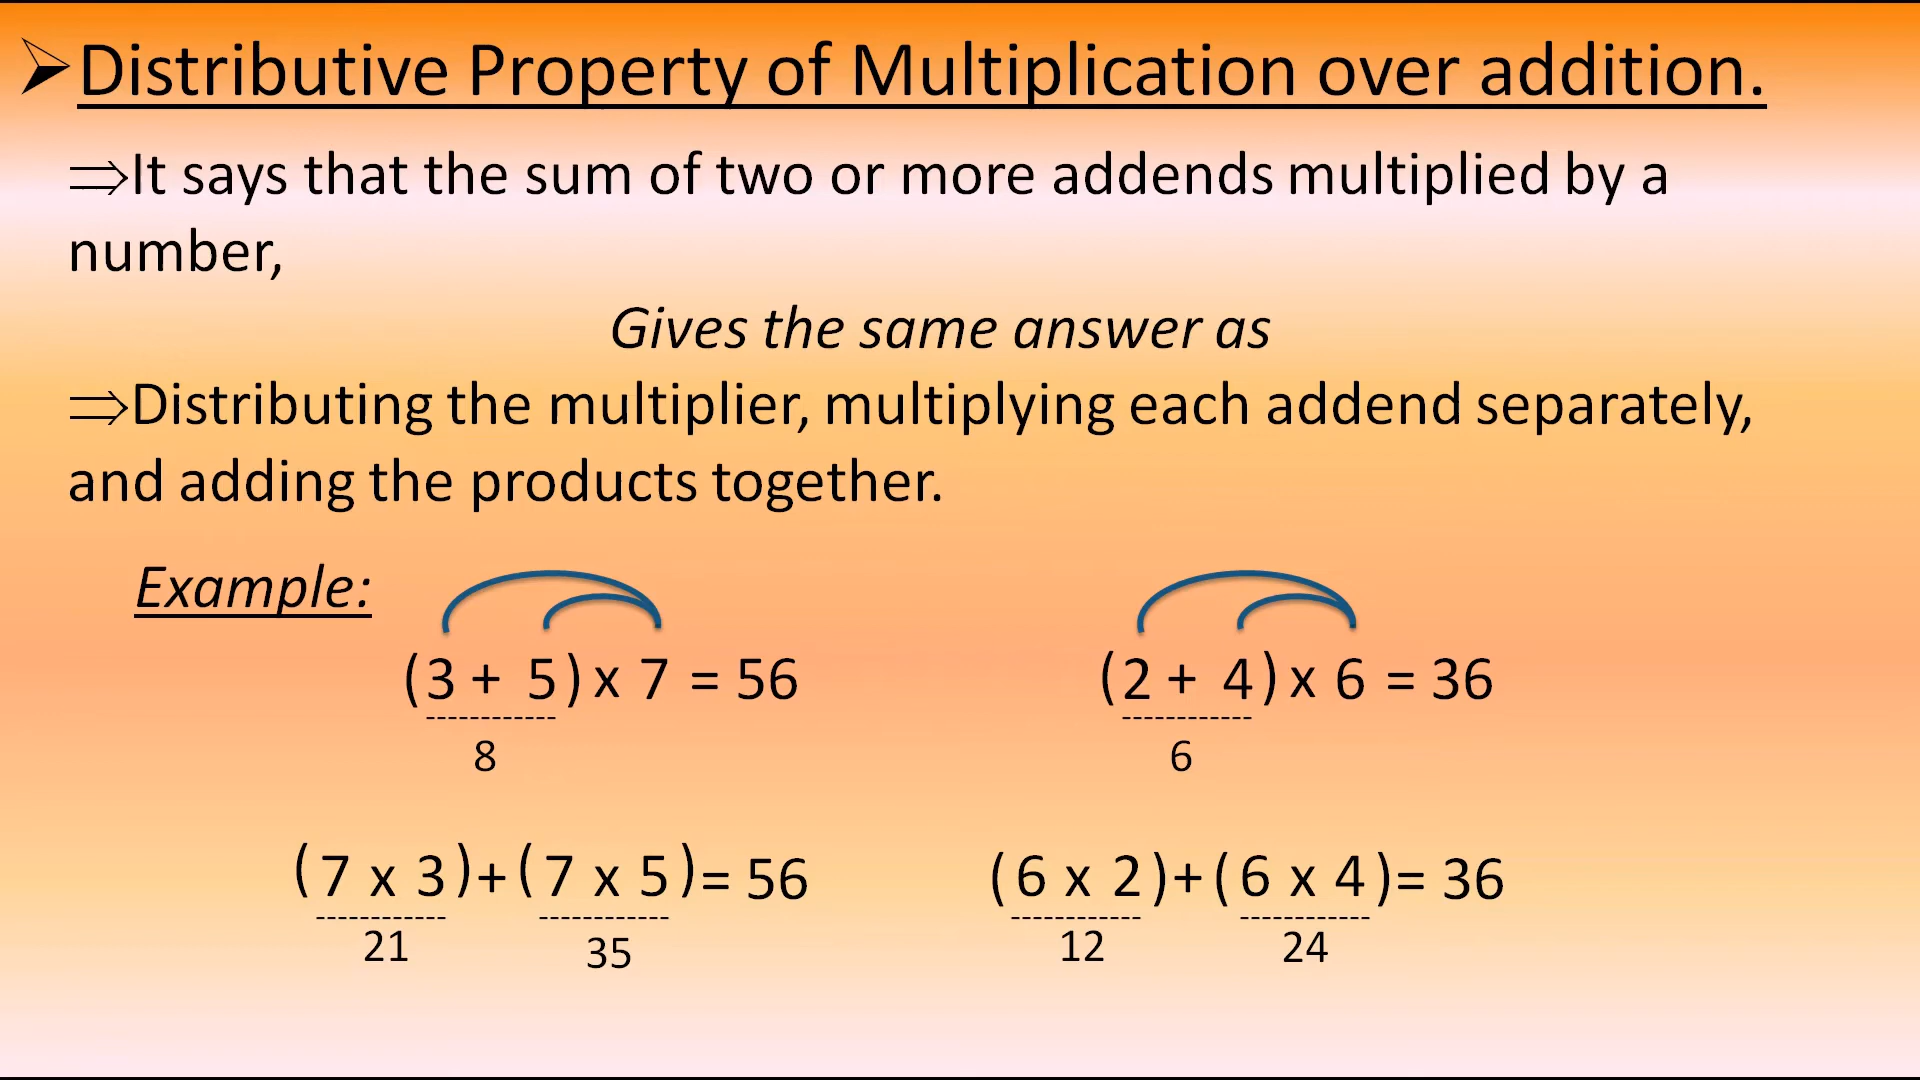 ➢Distributive Property of Multiplication over addition.
⇒It says that the sum of two or more addends multiplied by a
number,
Gives the same answer as
⇒Distributing the multiplier, multiplying each addend separately,
and adding the products together.
Example:
(3 + 5) x 7 = 56
8
(2 + 4) x 6 = 36
6
(7 x 3)+(7 x 5)= 56
21 35
(6 x 2)+(6 x 4)= 36
12 24